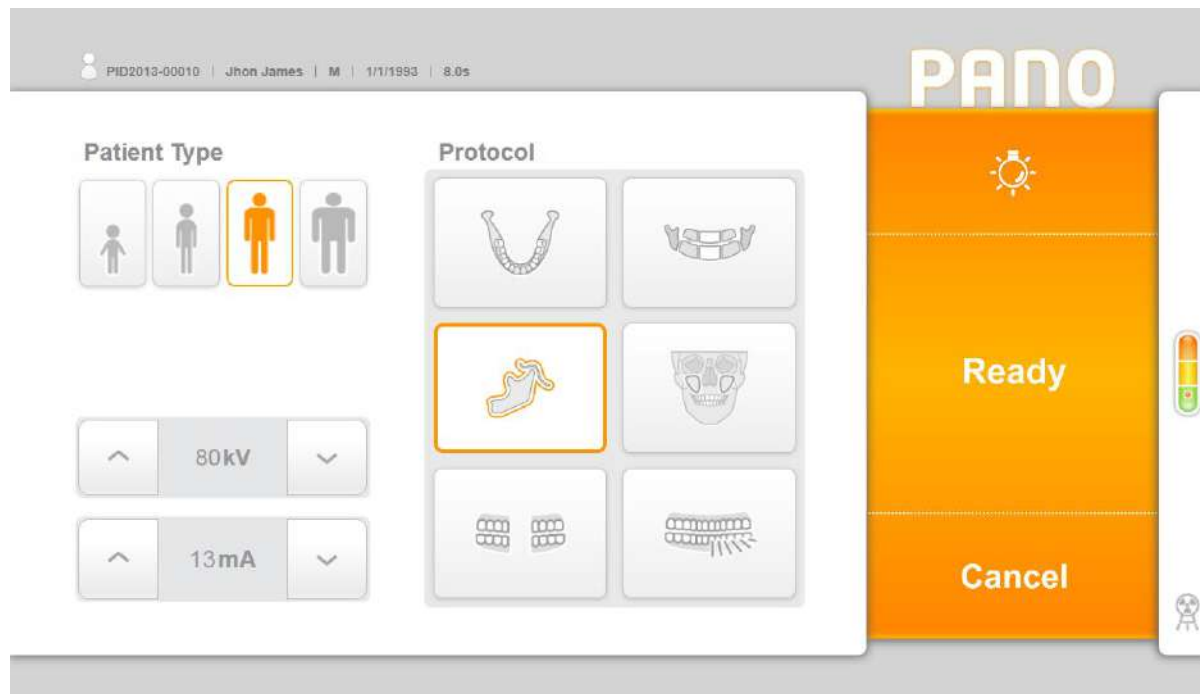 PID2013-00010 | Jhon James | M | 1/1/1993 | 8.0s
PANO
Patient Type
Protocol
Ready
80kV
13mA
Cancel